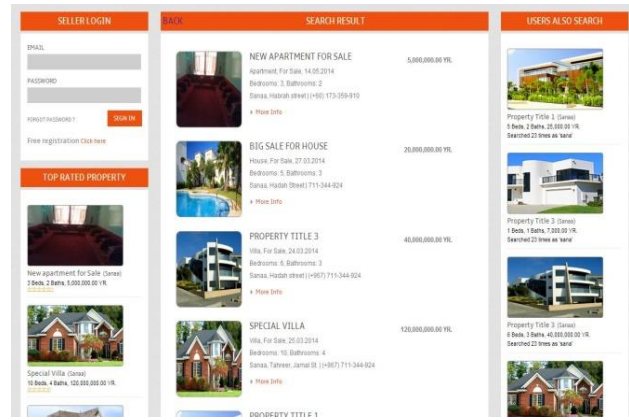 SELLER LOGIN
EMAIL
PASSWORD
FORGOT PASSWORD ?
SIGN IN
Free registration Click here
TOP RATED PROPERTY
New apartment for Sale (Sanaa)
3 Beds, 2 Baths, 5,000,000.00 YR.
Special Villa (Sanaa)
10 Beds, 4 Baths, 120,000,000.00 YR.
BACK
SEARCH RESULT
NEW APARTMENT FOR SALE
5,000,000.00 YR.
Apartment, For Sale, 14.05.2014
Bedrooms: 3, Bathrooms: 2
Sanaa, Habrah street | (+60) 173-359-810
+ More Info
BIG SALE FOR HOUSE
20,000,000.00 YR.
House, For Sale, 27.03.2014
Bedrooms: 5, Bathrooms: 3
Sanaa, Hadah Street | 711-344-924
+ More Info
PROPERTY TITLE 3
40,000,000.00 YR.
Villa, For Sale, 24.03.2014
Bedrooms: 6, Bathrooms: 3
Sanaa, Hadah street | (+967) 711-344-924
+ More Info
SPECIAL VILLA
120,000,000.00 YR.
Villa, For Sale, 25.03.2014
Bedrooms: 10, Bathrooms: 4
Sanaa, Tahreer, Jamal St. | (+967) 711-344-924
+ More Info
PROPERTY TITLE 1
USERS ALSO SEARCH
Property Title 1 (Sanaa)
5 Beds, 2 Baths, 25,000.00 YR.
Searched 23 times as 'sana'
Property Title 3 (Sanaa)
1 Beds, 1 Baths, 7,000.00 YR.
Searched 23 times as 'sana'
Property Title 3 (Sanaa)
6 Beds, 3 Baths, 40,000,000.00 YR.
Searched 23 times as 'sana'